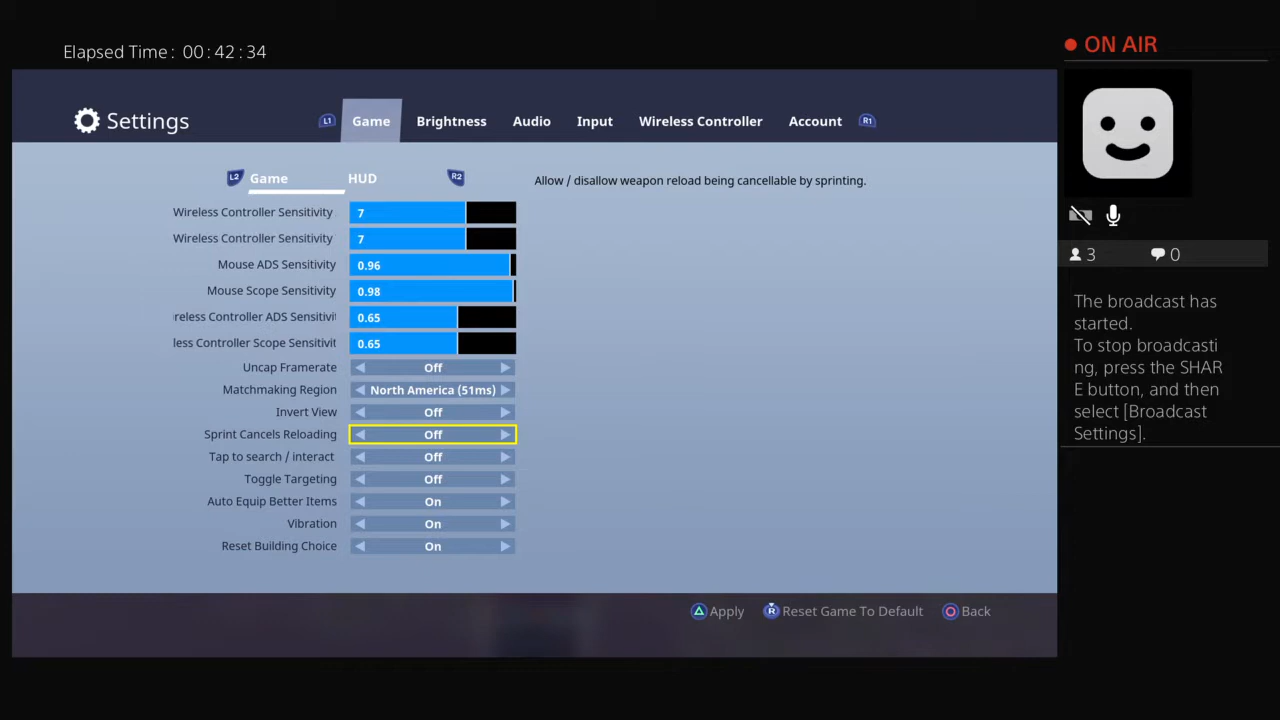 Elapsed Time: 00:42:34
ON AIR
Settings
L1 Game Brightness Audio Input Wireless Controller Account R1
L2 Game HUD R2
Allow / disallow weapon reload being cancellable by sprinting.
Wireless Controller Sensitivity 7
Wireless Controller Sensitivity 7
Mouse ADS Sensitivity 0.96
Mouse Scope Sensitivity 0.98
reless Controller ADS Sensitivit 0.65
less Controller Scope Sensitivit 0.65
Uncap Framerate Off
Matchmaking Region North America (51ms)
Invert View Off
Sprint Cancels Reloading Off
Tap to search / interact Off
Toggle Targeting Off
Auto Equip Better Items On
Vibration On
Reset Building Choice On
Apply R Reset Game To Default Back
3 0
The broadcast has
started.
To stop broadcasti
ng, press the SHAR
E button, and then
select [Broadcast
Settings].